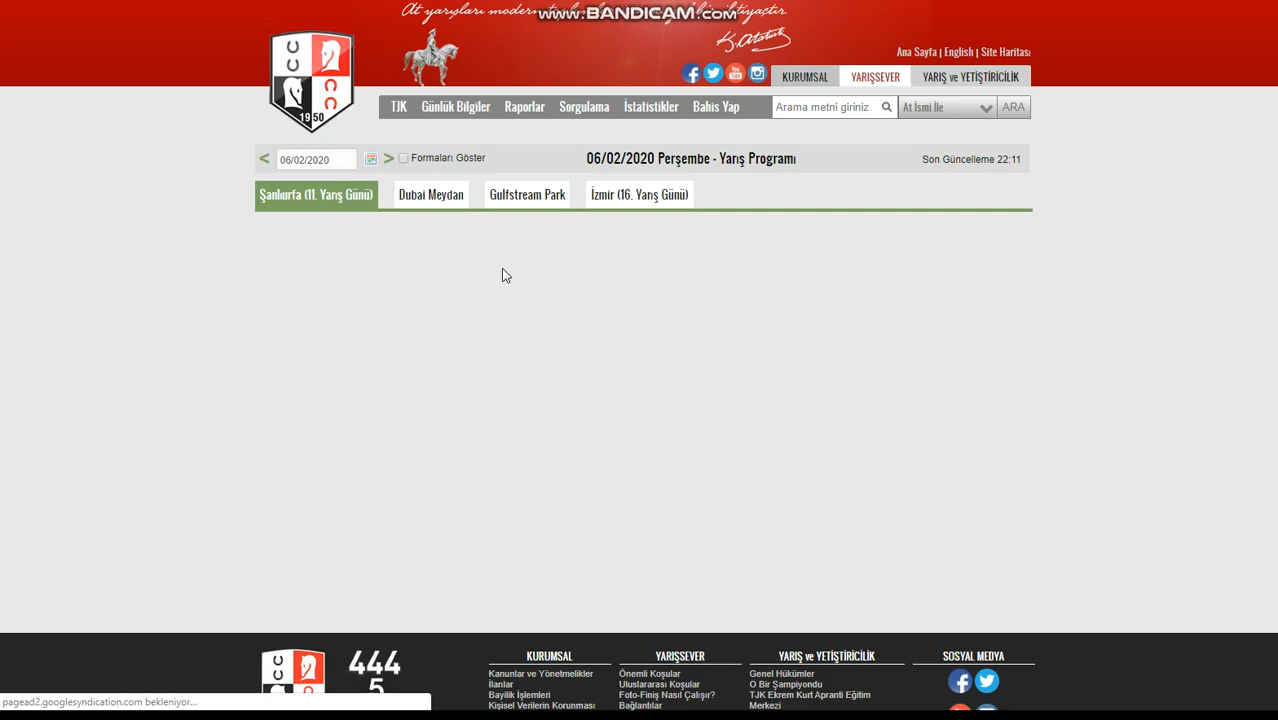 At yarışları modern
www.BANDICAM.com
ihtiyaçtır
K. Atatürk
Ana Sayfa | English | Site Haritası
KURUMSAL YARIŞSEVER YARIŞ ve YETİŞTİRİCİLİK
TJK Günlük Bilgiler Raporlar Sorgulama İstatistikler Bahis Yap Arama metni giriniz. At İsmi İle ARA
1950
< 06/02/2020 > Formaları Göster 06/02/2020 Perşembe - Yarış Programı Son Güncelleme 22:11
Şanlıurfa (11. Yarış Günü) Dubai Meydan Gulfstream Park İzmir (16. Yarış Günü)
444
5
KURUMSAL
Kanunlar ve Yönetmelikler
İlanlar
Bayilik İşlemleri
Kişisel Verilerin Korunması
YARIŞSEVER
Önemli Koşular
Uluslararası Koşular
Foto-Finiş Nasıl Çalışır?
Bağlantılar
YARIŞ ve YETİŞTİRİCİLİK
Genel Hükümler
O Bir Şampiyondu
TJK Ekrem Kurt Apranti Eğitim
Merkezi
SOSYAL MEDYA
pagead2.googlesyndication.com bekleniyor...